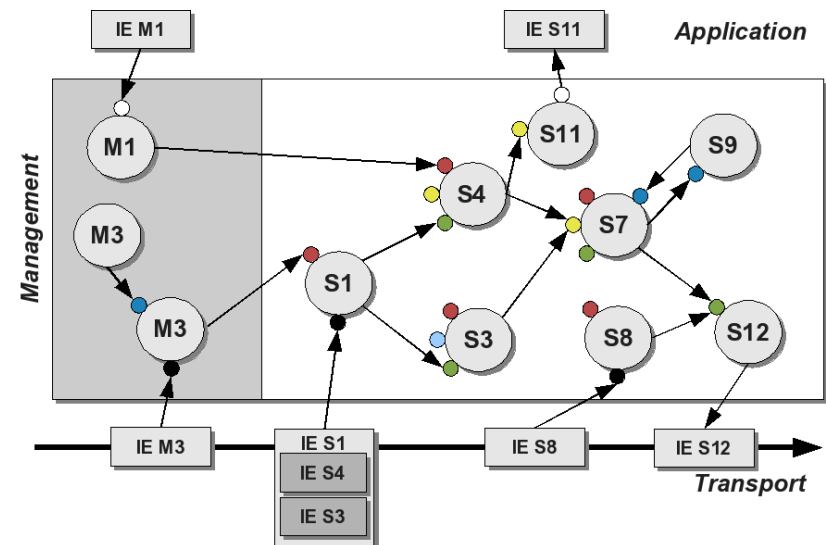 IE M1
IE S11
Application
Management
M1
S11
S9
S4
M3
S7
S1
M3
S3
S8
S12
IE M3
IE S1
IE S8
IE S12
IE S4
IE S3
Transport